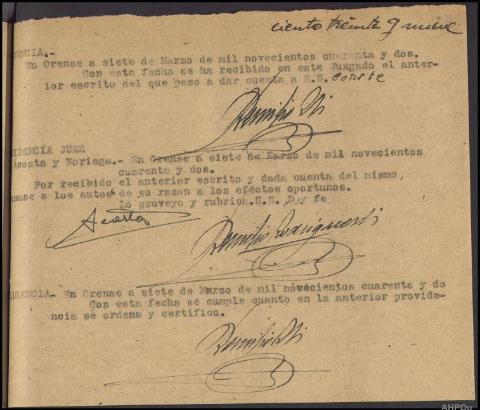 ciento treinta y nueve
ENCIA.-
En Orense a siete de Marzo de mil novecientos cuarenta y dos.
Con esta fecha se ha recibido en este Juzgado el anter-
ior escrito del que paso a dar cuenta a S.S. conste
IDENCIA JUEZ
Acosta y Noriega.- En Orense a siete de Marzo de mil novecientos
cuarenta y dos.
Por recibido el anterior escrito y dada cuenta del mismo,
nase a los autos de su razon a los efectos oportunos.
Lo proveyo y rubrica S.S. Doy fe
Acosta
IGENCIA. En Orense a siete de Marzo de mil novecientos cuarenta y do
Con esta fecha se cumple cuanto en la anterior provide-
ncia se ordena y certifico.
AHPOu